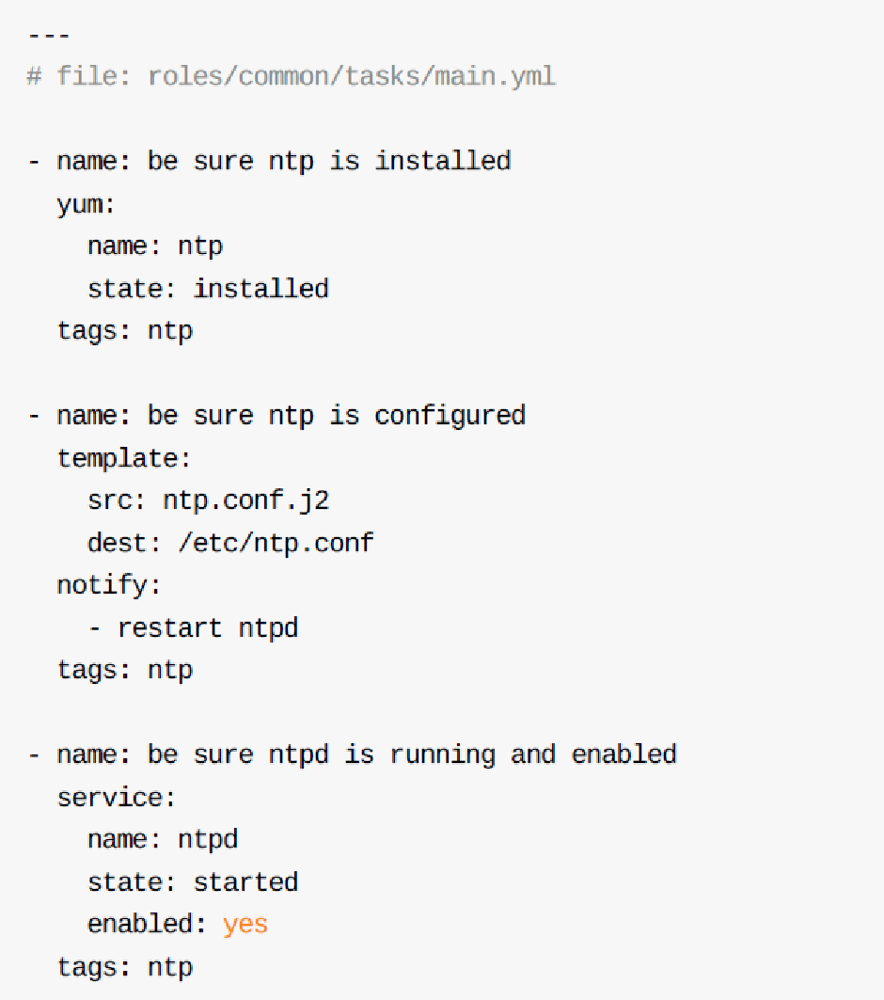 ---
# file: roles/common/tasks/main.yml

- name: be sure ntp is installed
  yum:
    name: ntp
    state: installed
  tags: ntp

- name: be sure ntp is configured
  template:
    src: ntp.conf.j2
    dest: /etc/ntp.conf
  notify:
    - restart ntpd
  tags: ntp

- name: be sure ntpd is running and enabled
  service:
    name: ntpd
    state: started
    enabled: yes
  tags: ntp